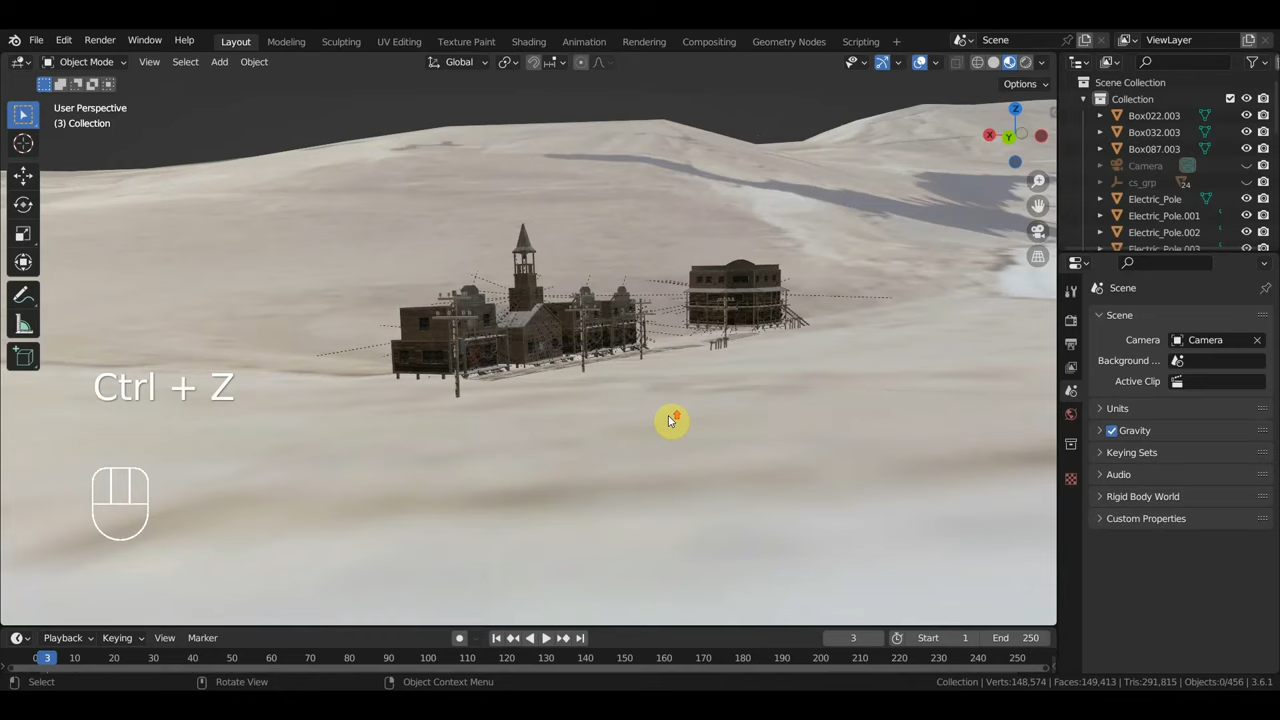 File Edit Render Window Help Layout Modeling Sculpting UV Editing Texture Paint Shading Animation Rendering Compositing Geometry Nodes Scripting + Scene ViewLayer
Object Mode View Select Add Object Global
Options
User Perspective
(3) Collection
Z
X
Y
Scene Collection
Collection
Box022.003
Box032.003
Box087.003
Camera
cs_grp 24
Electric_Pole
Electric_Pole.001
Electric_Pole.002
Scene
Scene
Camera Camera
Background ...
Active Clip
Units
Gravity
Keying Sets
Audio
Rigid Body World
Custom Properties
Ctrl + Z
Playback Keying View Marker 3 Start 1 End 250
0 3 10 20 30 40 50 60 70 80 90 100 110 120 130 140 150 160 170 180 190 200 210 220 230 240 250
Select Rotate View Object Context Menu Collection | Verts:148,574 | Faces:149,413 | Tris:291,815 | Objects:0/456 | 3.6.1